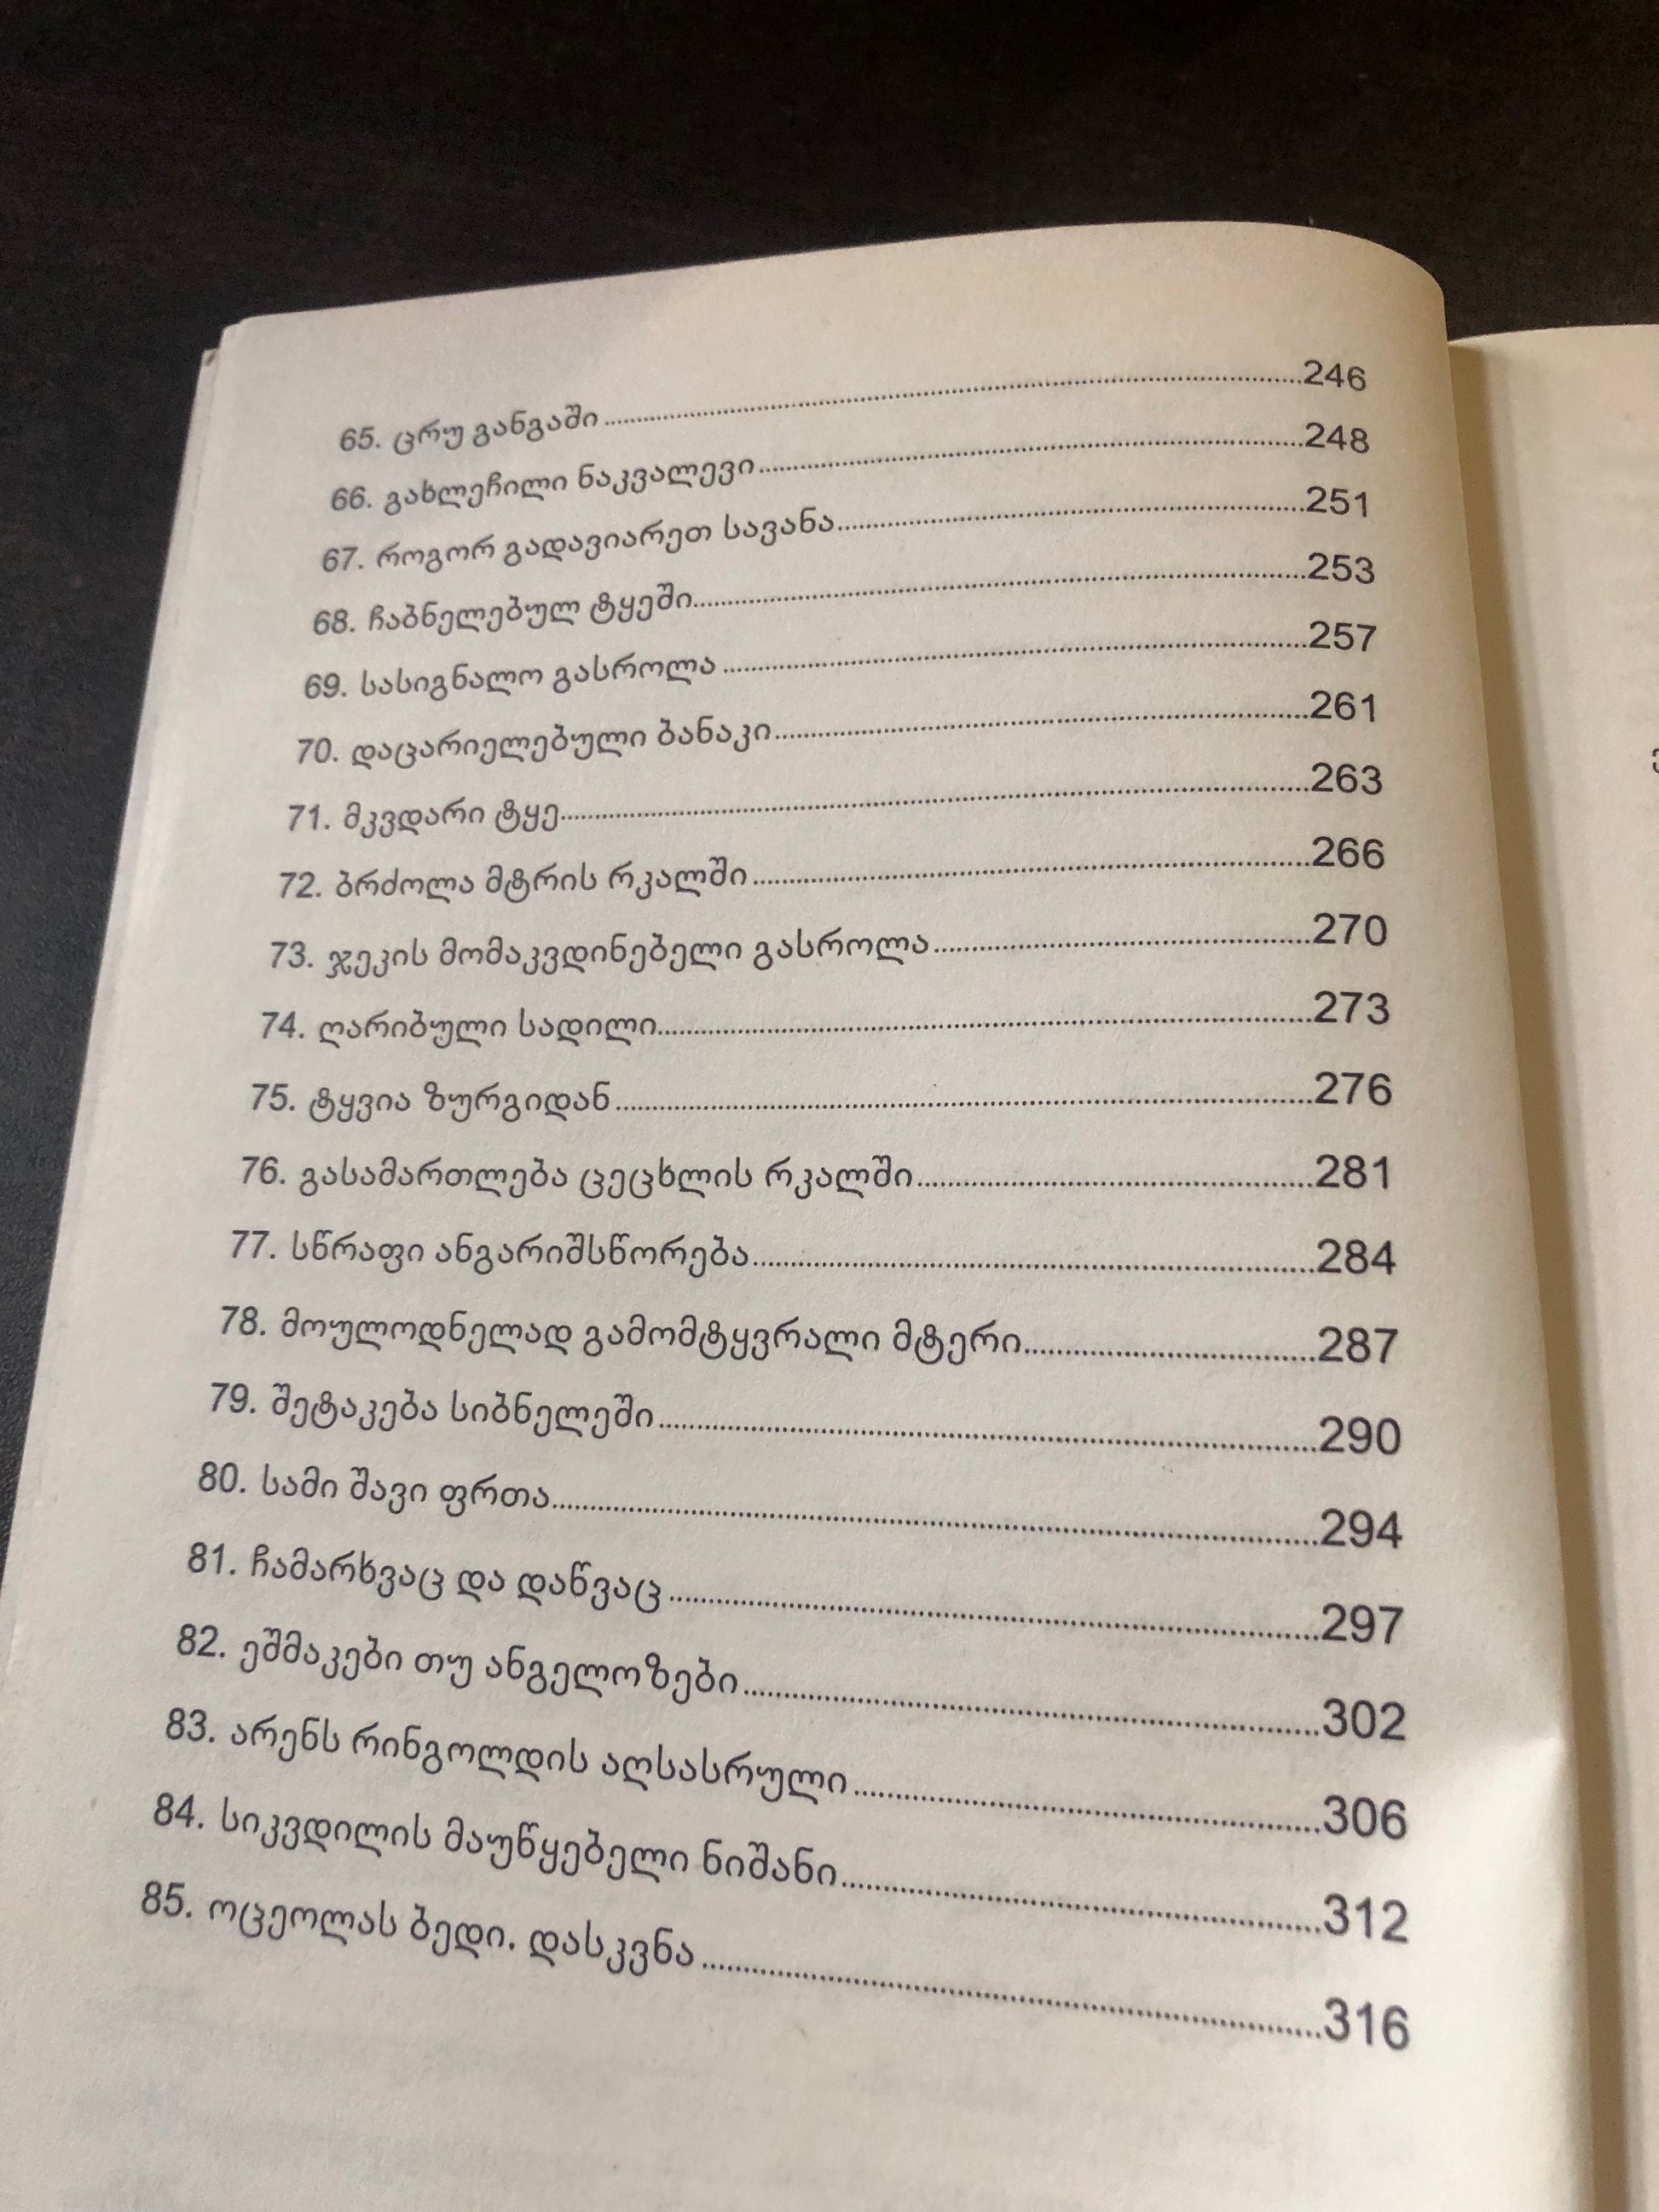 65. ცრუ განგაში........246
66. გახლეჩილი ნაკვალევი........248
67. როგორ გადავიარეთ სავანა........251
68. ჩაბნელებულ ტყეში........253
69. სასიგნალო გასროლა........257
70. დაცარიელებული ბანაკი........261
71. მკვდარი ტყე........263
72. ბრძოლა მტრის რკალში........266
73. ჯეკის მომაკვდინებელი გასროლა........270
74. ღარიბული სადილი........273
75. ტყვია ზურგიდან........276
76. გასამართლება ცეცხლის რკალში........281
77. სწრაფი ანგარიშსწორება........284
78. მოულოდნელად გამომტყვრალი მტერი........287
79. შეტაკება სიბნელეში........290
80. სამი შავი ფრთა........294
81. ჩამარხვაც და დაწვაც........297
82. ეშმაკები თუ ანგელოზები........302
83. არენს რინგოლდის აღსასრული........306
84. სიკვდილის მაუწყებელი ნიშანი........312
85. ოცეოლას ბედი. დასკვნა........316